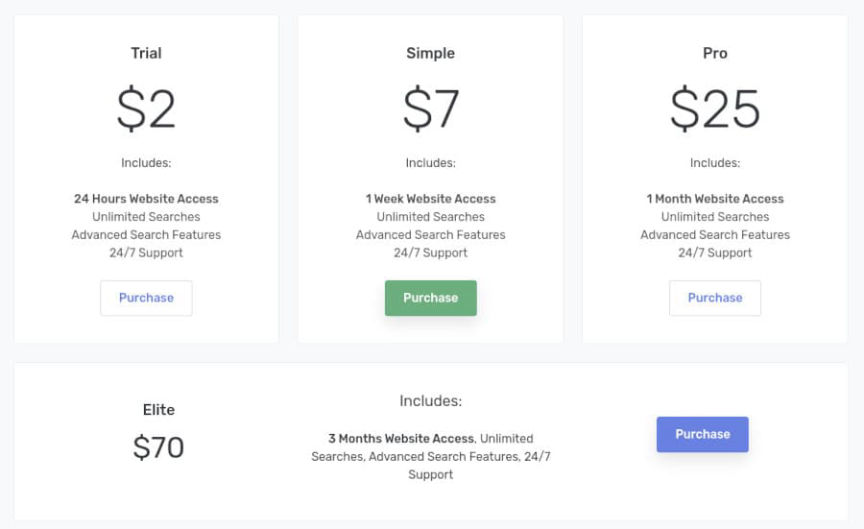 Trial
$2
Includes:
24 Hours Website Access
Unlimited Searches
Advanced Search Features
24/7 Support
Purchase
Simple
$7
Includes:
1 Week Website Access
Unlimited Searches
Advanced Search Features
24/7 Support
Purchase
Pro
$25
Includes:
1 Month Website Access
Unlimited Searches
Advanced Search Features
24/7 Support
Purchase
Elite
$70
Includes:
3 Months Website Access, Unlimited
Searches, Advanced Search Features, 24/7
Support
Purchase